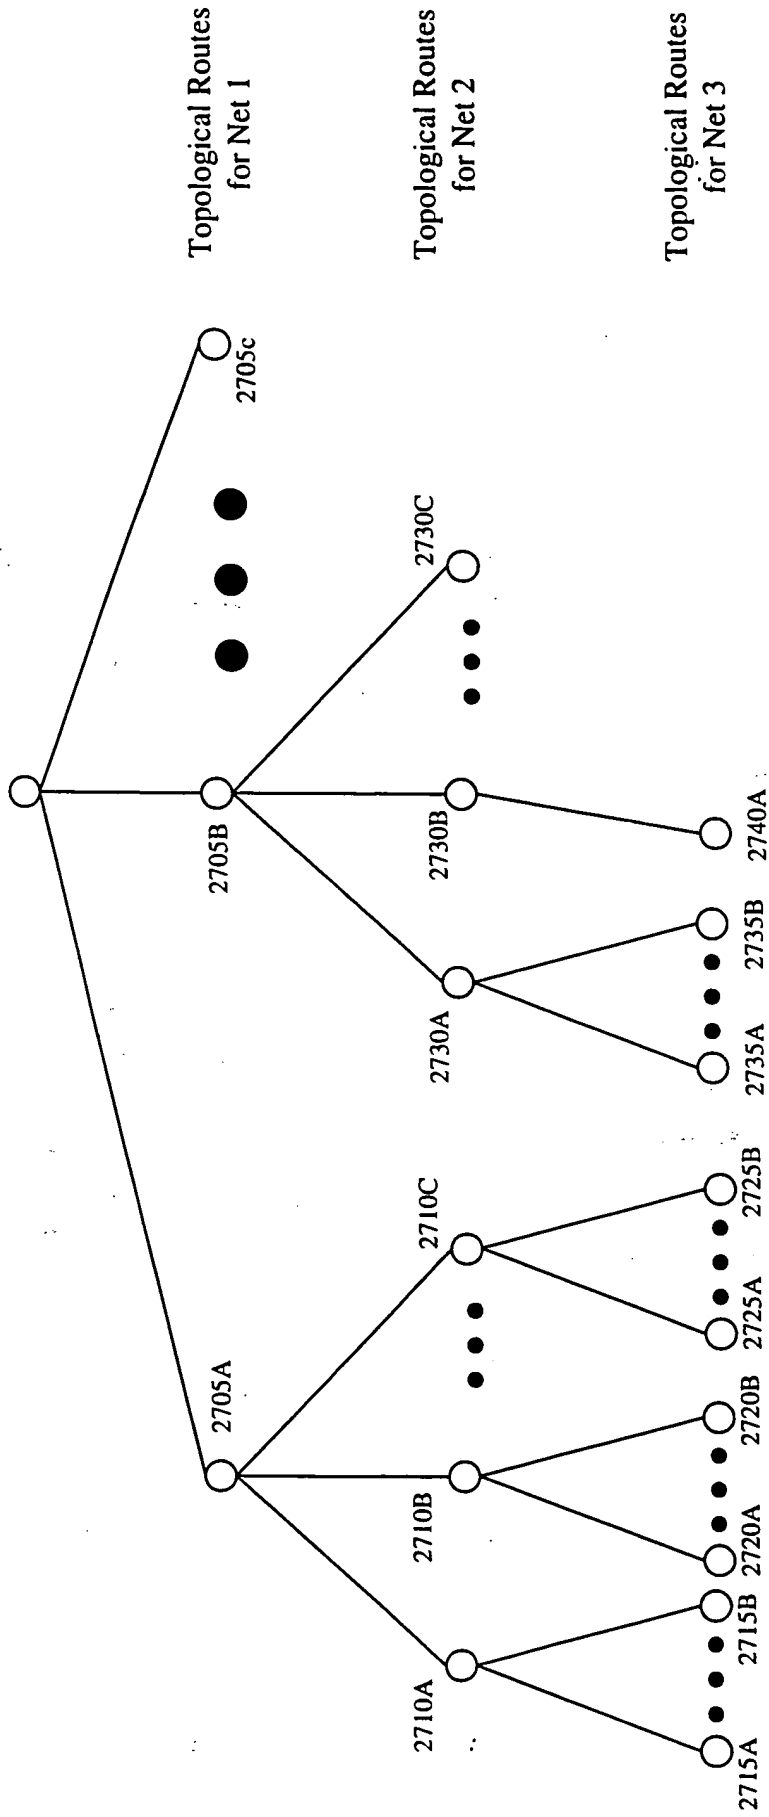 Topological Routes
for Net 1
2705A
2705B
2705c
Topological Routes
for Net 2
2710A
2710B
2710C
2730A
2730B
2730C
Topological Routes
for Net 3
2715A
2715B
2720A
2720B
2725A
2725B
2735A
2735B
2740A